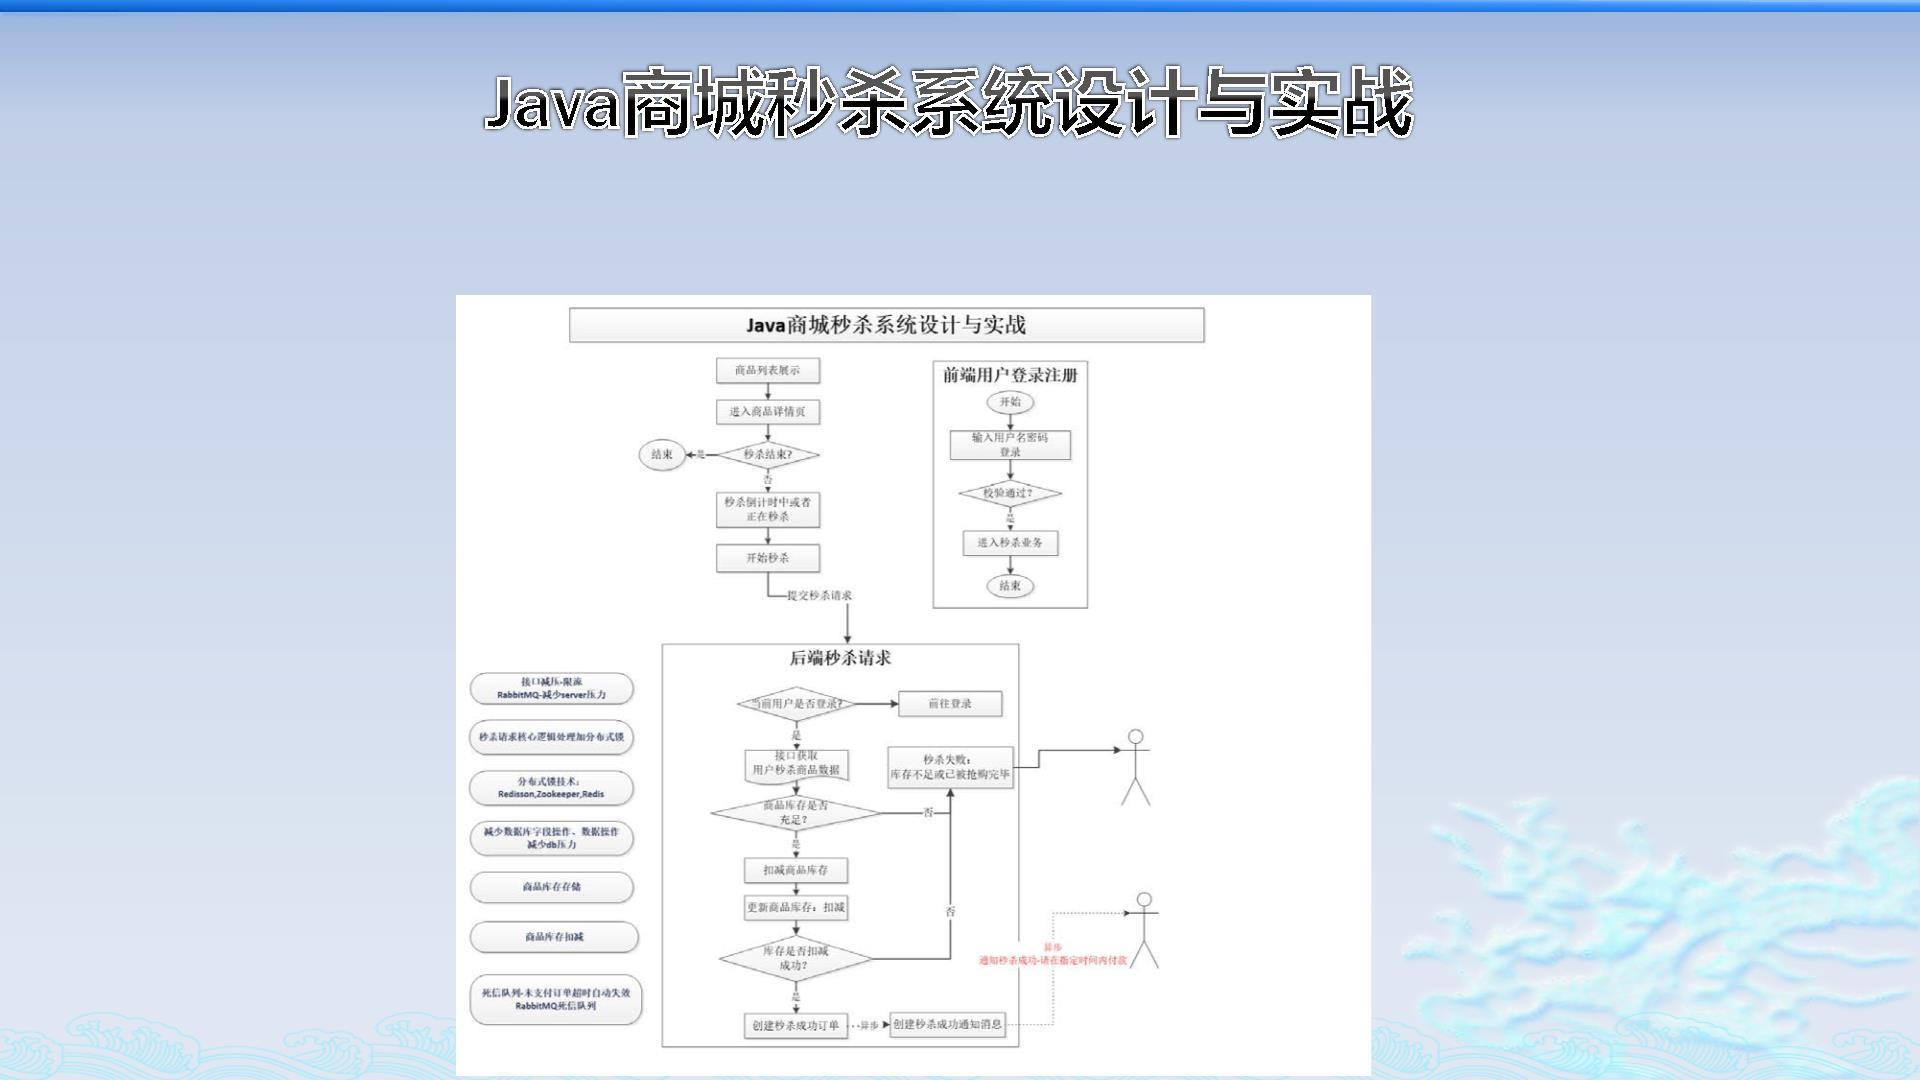 Java商城秒杀系统设计与实战
Java商城秒杀系统设计与实战
商品列表展示
进入商品详情页
秒杀结束?
是
结束
否
秒杀倒计时中或者
正在秒杀
开始秒杀
提交秒杀请求
前端用户登录注册
开始
输入用户名密码
登录
校验通过?
是
进入秒杀业务
结束
接口减压-限流
RabbitMQ-减少server压力
秒杀请求核心逻辑处理加分布式锁
分布式锁技术:
Redisson,Zookeeper,Redis
减少数据库字段操作、数据操作
减少db压力
商品库存存储
商品库存扣减
死信队列-未支付订单超时自动失效
RabbitMQ死信队列
后端秒杀请求
当前用户是否登录?
前往登录
是
接口获取
用户秒杀商品数据
秒杀失败:
库存不足或已被抢购完毕
商品库存是否
充足?
否
是
扣减商品库存
更新商品库存:扣减
否
库存是否扣减
成功?
是
创建秒杀成功订单
异步
创建秒杀成功通知消息
异步
通知秒杀成功-请在指定时间内付款